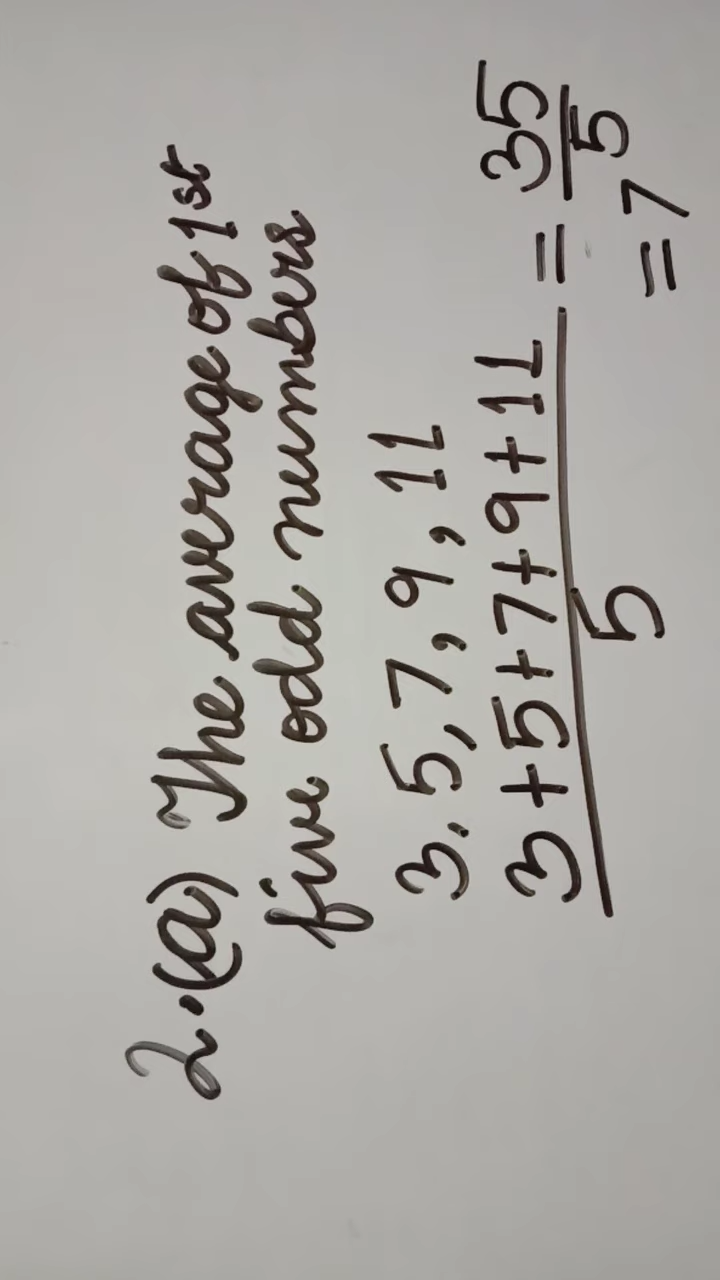 2.(a) The average of 1st
five odd numbers
3, 5, 7, 9, 11
3 + 5 + 7 + 9 + 11 = 35
5 5
= 7